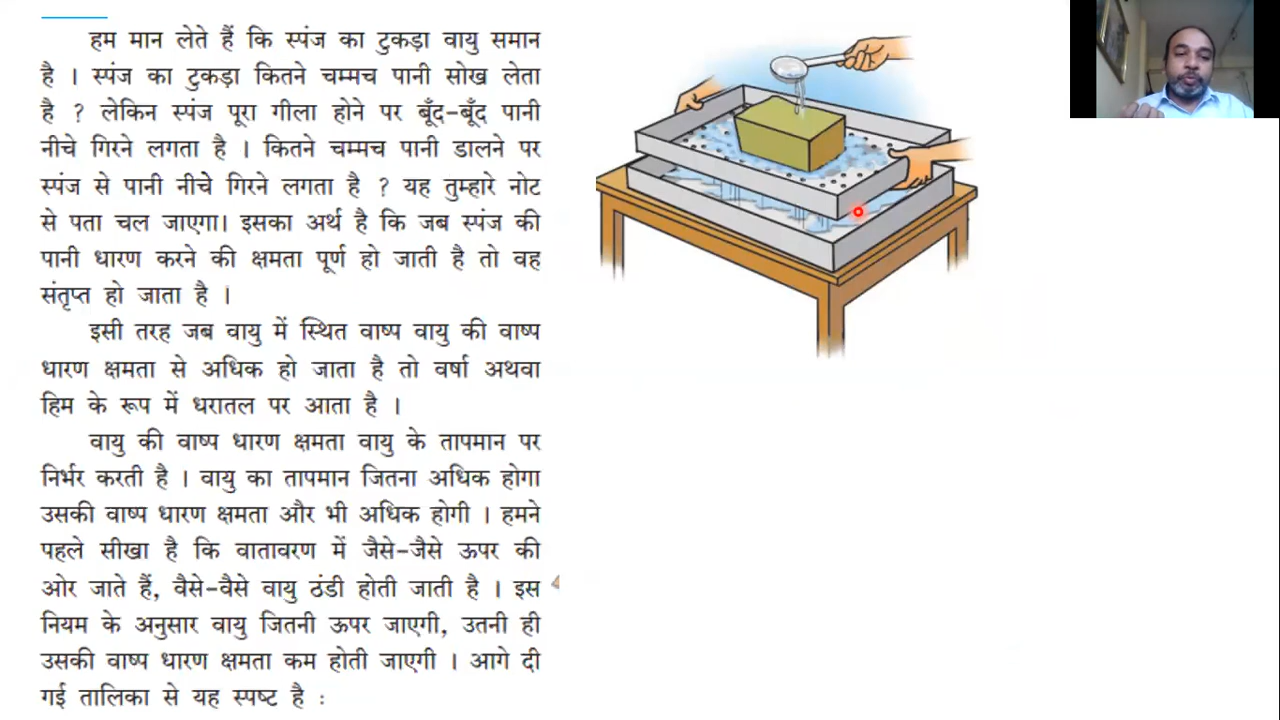 हम मान लेते हैं कि स्पंज का टुकड़ा वायु समान
है । स्पंज का टुकड़ा कितने चम्मच पानी सोख लेता
है ? लेकिन स्पंज पूरा गीला होने पर बूँद-बूँद पानी
नीचे गिरने लगता है । कितने चम्मच पानी डालने पर
स्पंज से पानी नीचे गिरने लगता है ? यह तुम्हारे नोट
से पता चल जाएगा। इसका अर्थ है कि जब स्पंज की
पानी धारण करने की क्षमता पूर्ण हो जाती है तो वह
संतृप्त हो जाता है ।
इसी तरह जब वायु में स्थित वाष्प वायु की वाष्प
धारण क्षमता से अधिक हो जाता है तो वर्षा अथवा
हिम के रूप में धरातल पर आता है ।
वायु की वाष्प धारण क्षमता वायु के तापमान पर
निर्भर करती है । वायु का तापमान जितना अधिक होगा
उसकी वाष्प धारण क्षमता और भी अधिक होगी । हमने
पहले सीखा है कि वातावरण में जैसे-जैसे ऊपर की
ओर जाते हैं, वैसे-वैसे वायु ठंडी होती जाती है । इस
नियम के अनुसार वायु जितनी ऊपर जाएगी, उतनी ही
उसकी वाष्प धारण क्षमता कम होती जाएगी । आगे दी
गई तालिका से यह स्पष्ट है :